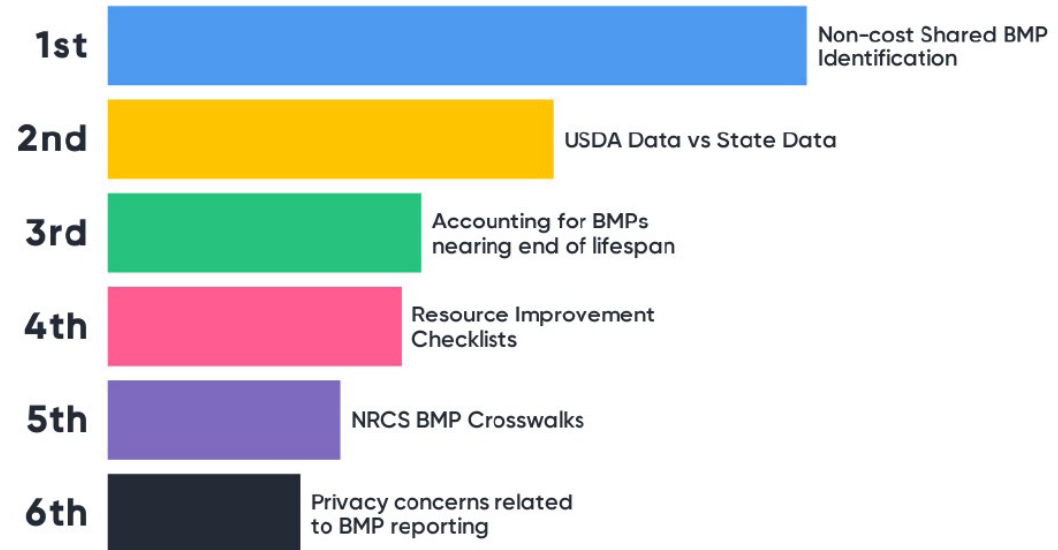 1st
Non-cost Shared BMP
Identification
2nd
USDA Data vs State Data
3rd
Accounting for BMPs
nearing end of lifespan
4th
Resource Improvement
Checklists
5th
NRCS BMP Crosswalks
6th
Privacy concerns related
to BMP reporting